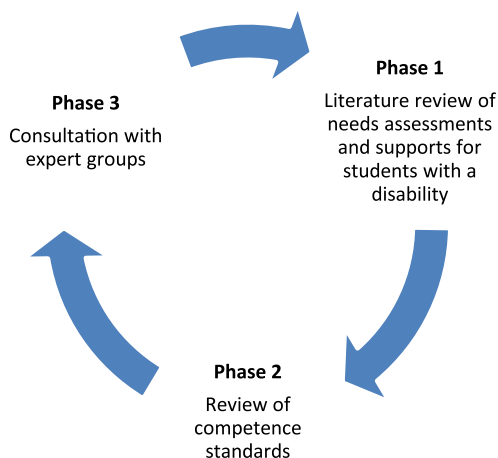 Phase 1
Literature review of
needs assessments
and supports for
students with a
disability
Phase 2
Review of
competence
standards
Phase 3
Consultation with
expert groups